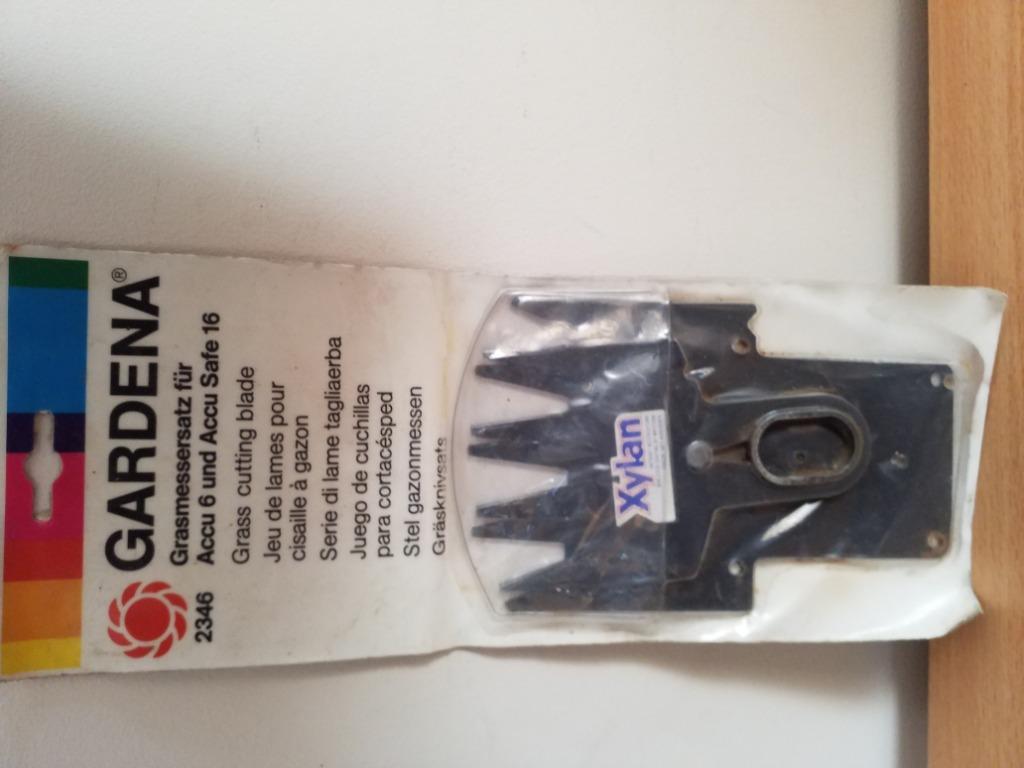 GARDENA®
2346
Grasmessersatz für
Accu 6 und Accu Safe 16
Grass cutting blade
Jeu de lames pour
cisaille à gazon
Serie di lame tagliaerba
Juego de cuchillas
para cortacésped
Stel gazonmessen
Gräsknivsats
Xylan